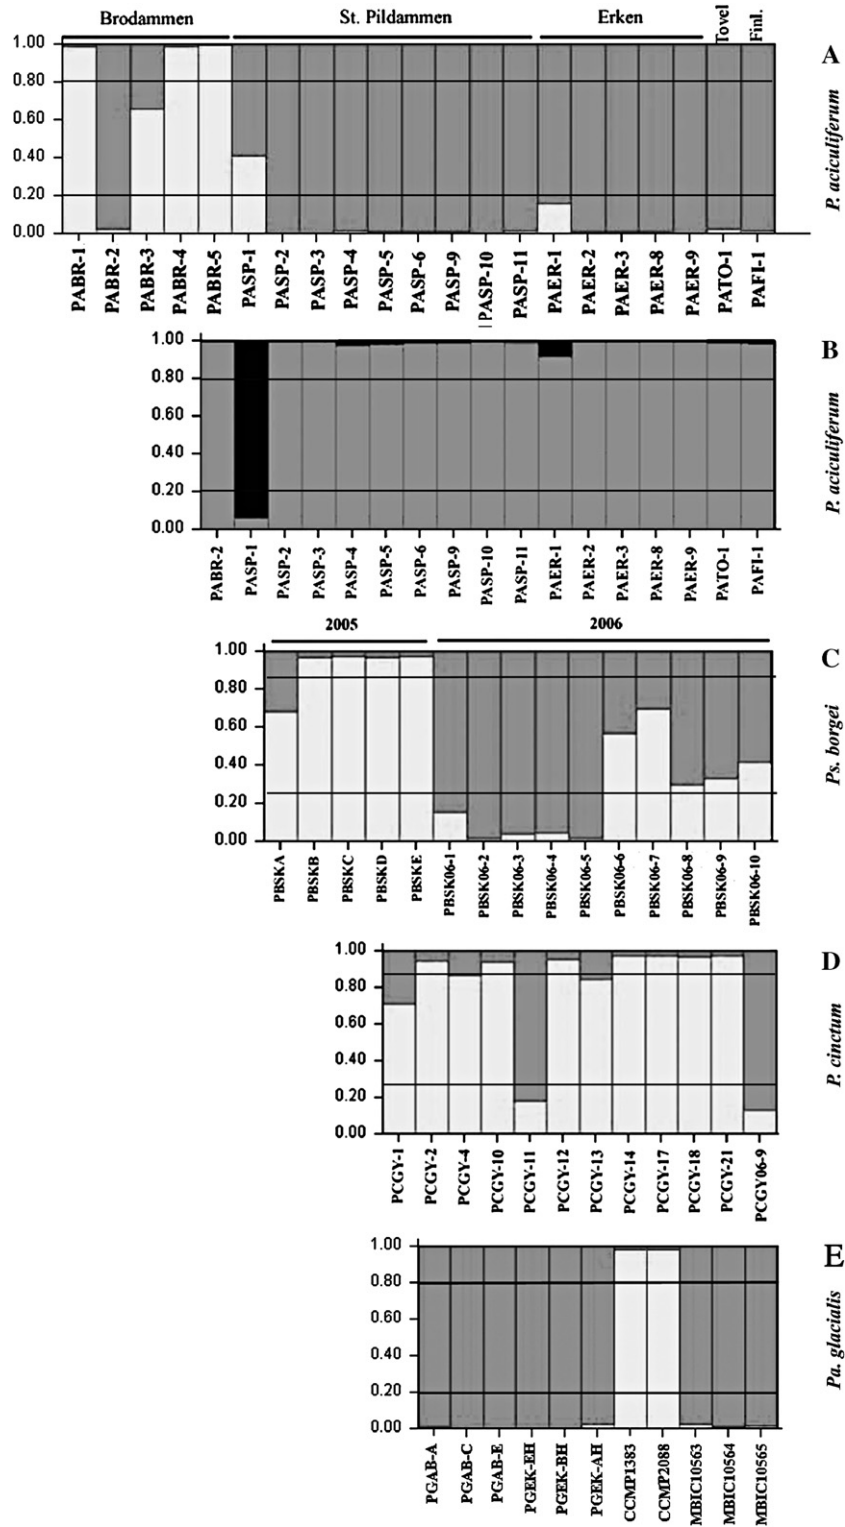 Brodammen St. Pildammen Erken Tovel Finl.
1.00
0.80
0.60
0.40
0.20
0.00
A
P. aciculiferum
PABR-1 PABR-2 PABR-3 PABR-4 PABR-5 PASP-1 PASP-2 PASP-3 PASP-4 PASP-5 PASP-6 PASP-9 PASP-10 PASP-11 PAER-1 PAER-2 PAER-3 PAER-8 PAER-9 PATO-1 PAFI-1
1.00
0.80
0.60
0.40
0.20
0.00
B
P. aciculiferum
PABR-2 PASP-1 PASP-2 PASP-3 PASP-4 PASP-5 PASP-6 PASP-9 PASP-10 PASP-11 PAER-1 PAER-2 PAER-3 PAER-8 PAER-9 PATO-1 PAFI-1
2005 2006
1.00
0.80
0.60
0.40
0.20
0.00
C
Ps. borgei
PBSKA PBSKB PBSKC PBSKD PBSKE PBSK06-1 PBSK06-2 PBSK06-3 PBSK06-4 PBSK06-5 PBSK06-6 PBSK06-7 PBSK06-8 PBSK06-9 PBSK06-10
1.00
0.80
0.60
0.40
0.20
0.00
D
P. cinctum
PCGY-1 PCGY-2 PCGY-4 PCGY-10 PCGY-11 PCGY-12 PCGY-13 PCGY-14 PCGY-17 PCGY-18 PCGY-21 PCGY06-9
1.00
0.80
0.60
0.40
0.20
0.00
E
Pa. glacialis
PGAB-A PGAB-C PGAB-E PGEK-EH PGEK-BH PGEK-AH CCMP1383 CCMP2088 MBIC10563 MBIC10564 MBIC10565